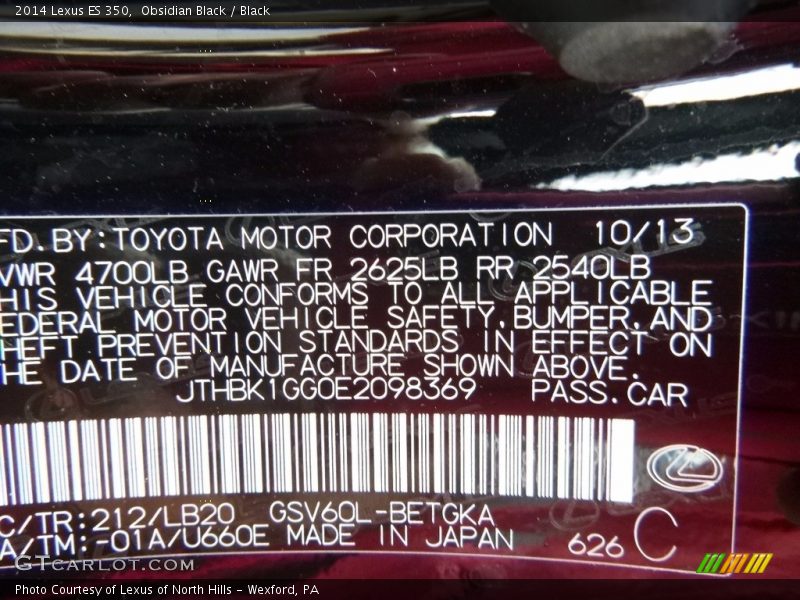 2014 Lexus ES 350,  Obsidian Black / Black
FD.BY:TOYOTA MOTOR CORPORATION 10/13
VWR 4700LB GAWR FR 2625LB RR 2540LB
HIS VEHICLE CONFORMS TO ALL APPLICABLE
EDERAL MOTOR VEHICLE SAFETY,BUMPER,AND
HEFT PREVENTION STANDARDS IN EFFECT ON
HE DATE OF MANUFACTURE SHOWN ABOVE.
JTHBK1GG0E2098369 PASS.CAR
C/TR:212/LB20 GSV60L-BETGKA
A/TM:-01A/U660E MADE IN JAPAN
626 C
GTCARLOT.COM
Photo Courtesy of Lexus of North Hills – Wexford, PA